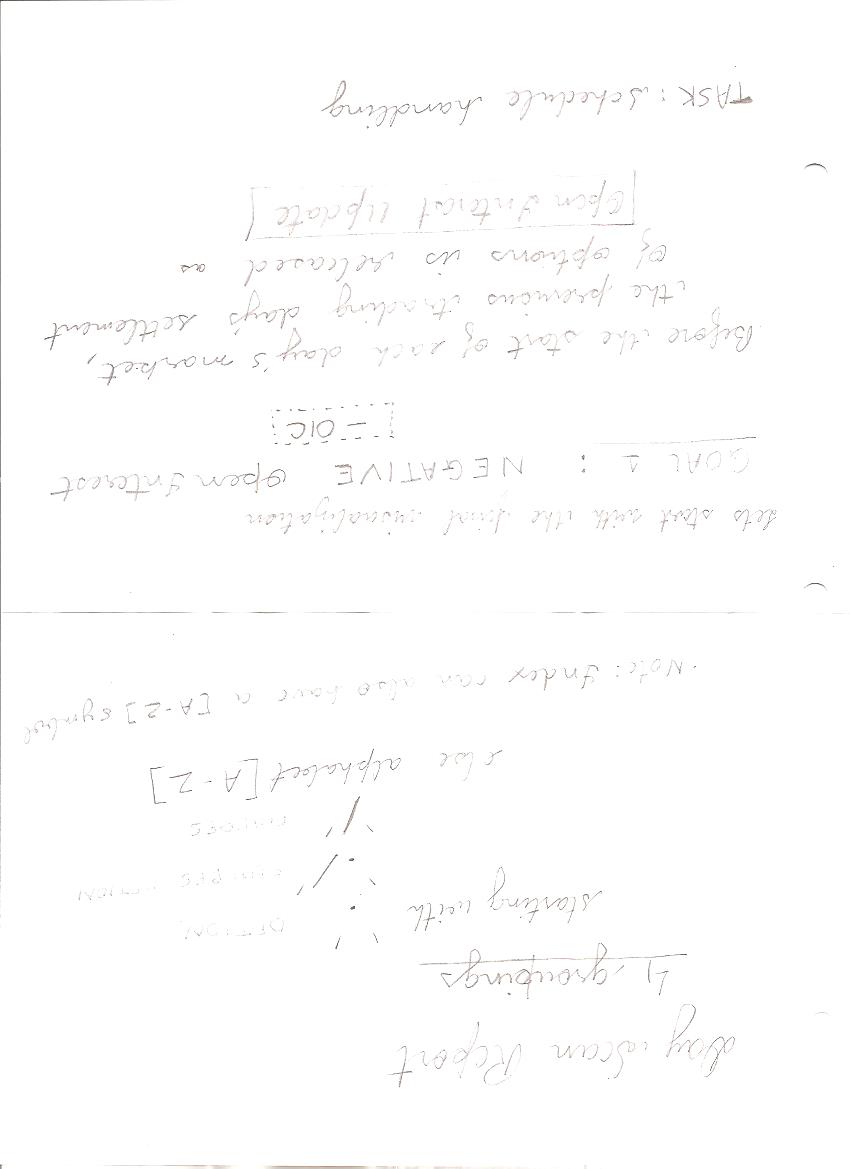 Day Scan Report
4 groupings
starting with '.' OPTION
'./' FUTURES OPTION
'/' FUTURES
else alphabet [A-Z]
Note: Index can also have a [A-Z] symbol
Lets start with the final visualization
GOAL 1 : NEGATIVE Open Interest
- OIC
Before the start of each day's market,
the previous trading day's settlement
of options is released as
Open Interest Update
TASK: Schedule handling